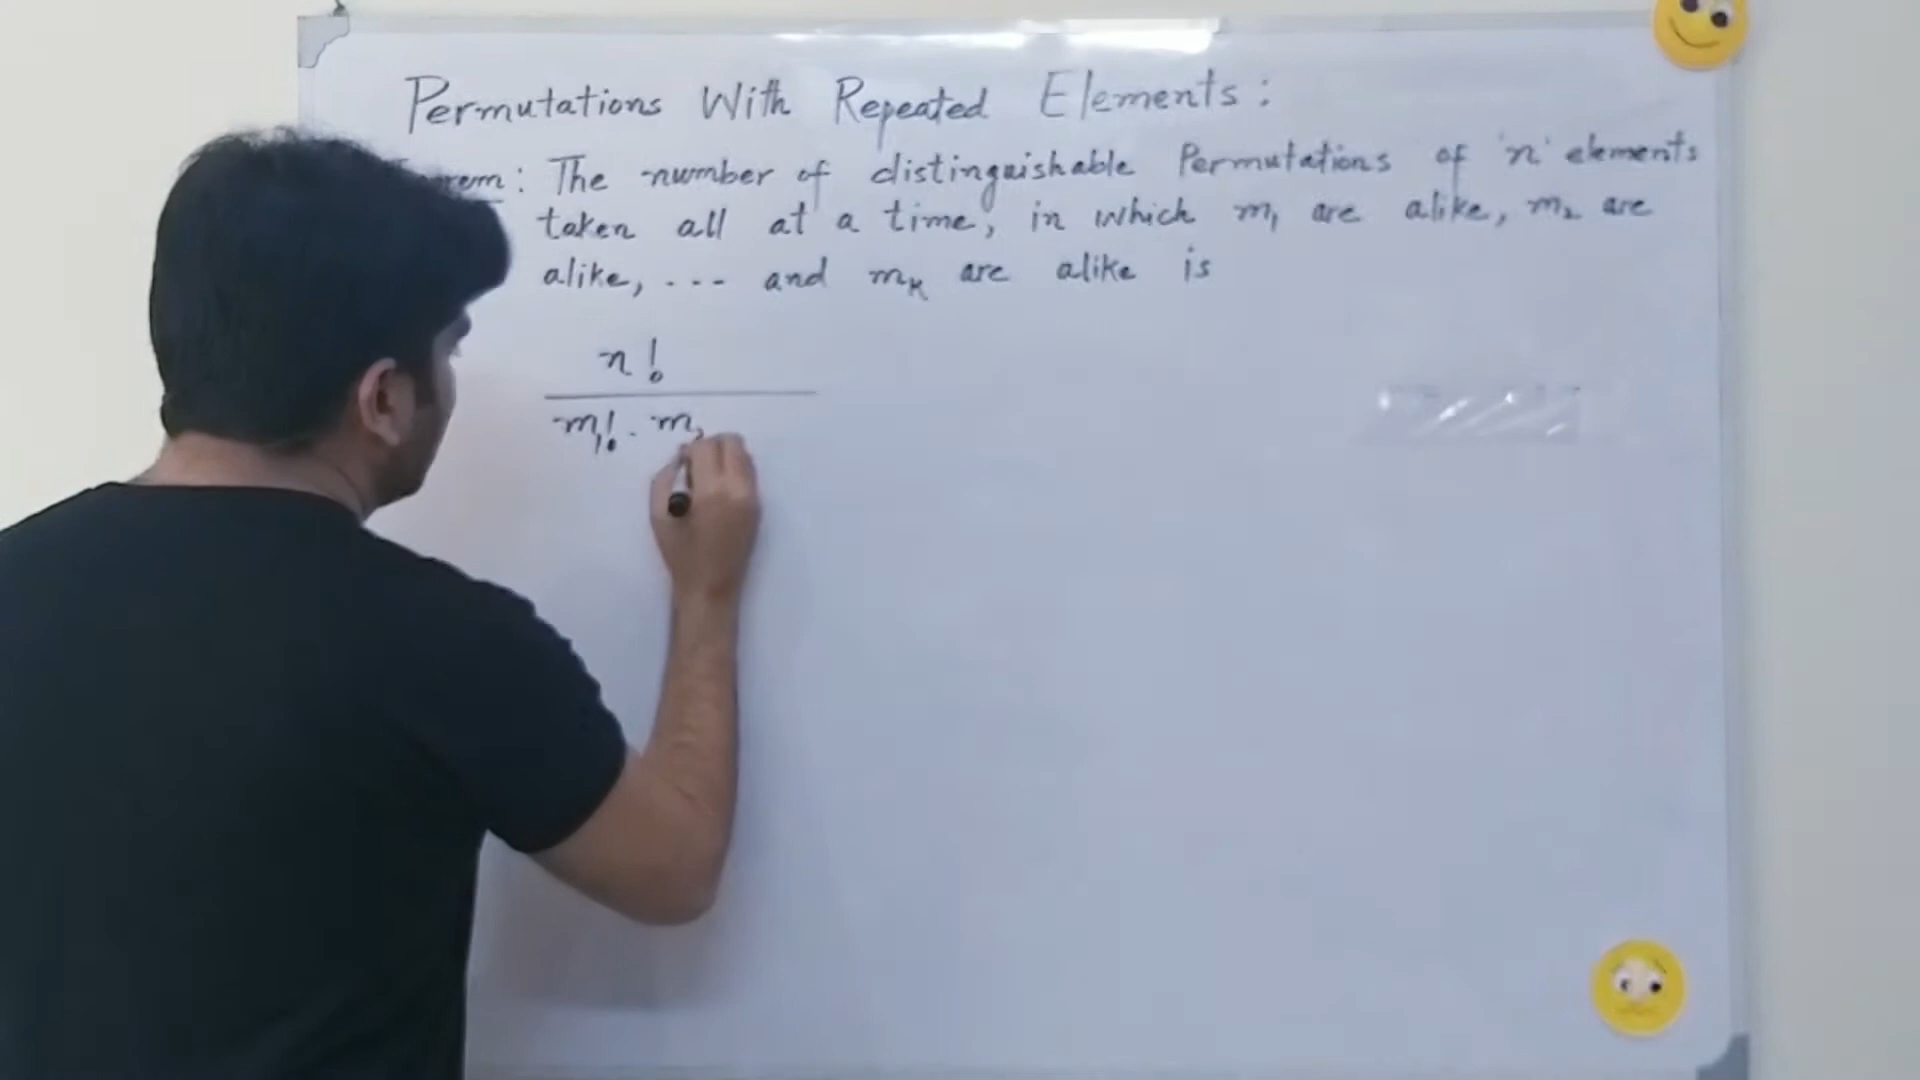 Permutations With Repeated Elements:
The number of distinguishable Permutations of 'n' elements
taken all at a time, in which m₁ are alike, m₂ are
alike, --- and mₖ are alike is
n!
m₁! . m₂